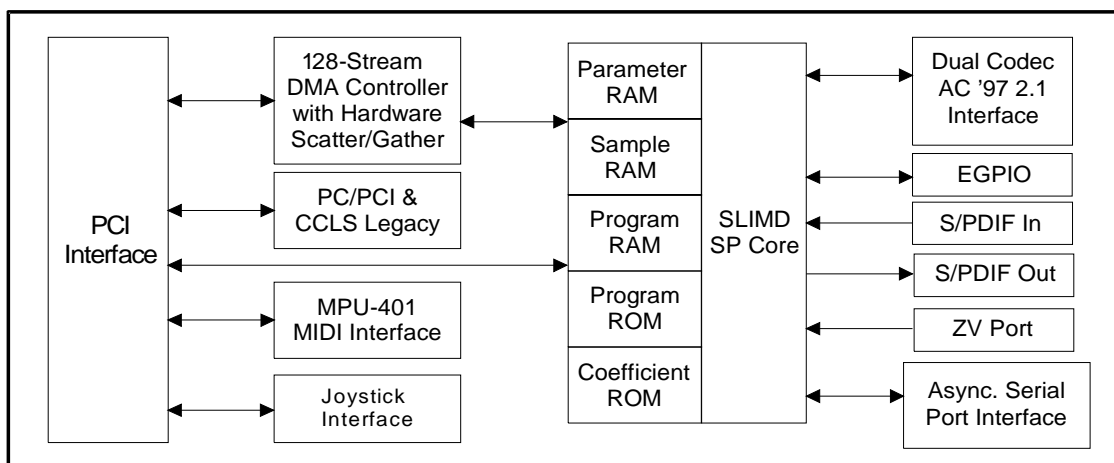 PCI
Interface
128-Stream
DMA Controller
with Hardware
Scatter/Gather
PC/PCI &
CCLS Legacy
MPU-401
MIDI Interface
Joystick
Interface
Parameter
RAM
Sample
RAM
Program
RAM
Program
ROM
Coefficient
ROM
SLIMD
SP Core
Dual Codec
AC '97 2.1
Interface
EGPIO
S/PDIF In
S/PDIF Out
ZV Port
Async. Serial
Port Interface